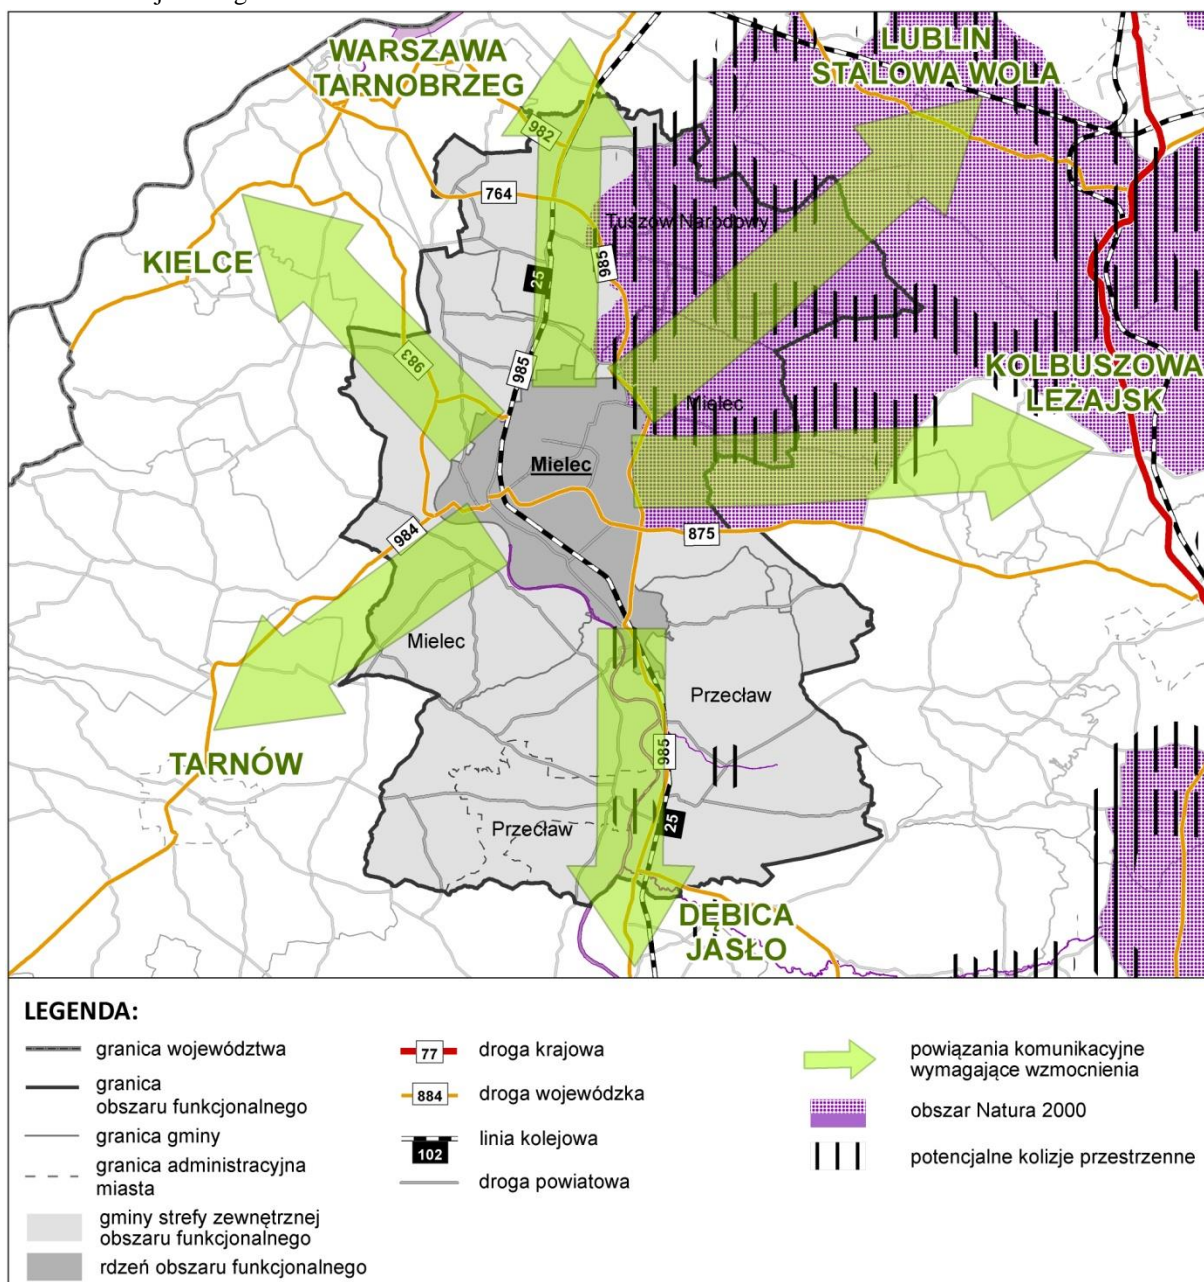 WARSZAWA
TARNOBRZEG
LUBLIN
STALOWA WOLA
982
764
Tuszów Narodowy
KIELCE
25
985
983
985
KOLBUSZOWA
LEŻAJSK
Mielec
Mielec
984
875
Mielec
Przecław
TARNÓW
985
Przecław
25
DĘBICA
JASŁO
LEGENDA:
granica województwa
granica
obszaru funkcjonalnego
granica gminy
granica administracyjna
miasta
gminy strefy zewnętrznej
obszaru funkcjonalnego
rdzeń obszaru funkcjonalnego
77 droga krajowa
884 droga wojewódzka
linia kolejowa
102
droga powiatowa
powiązania komunikacyjne
wymagające wzmocnienia
obszar Natura 2000
potencjalne kolizje przestrzenne